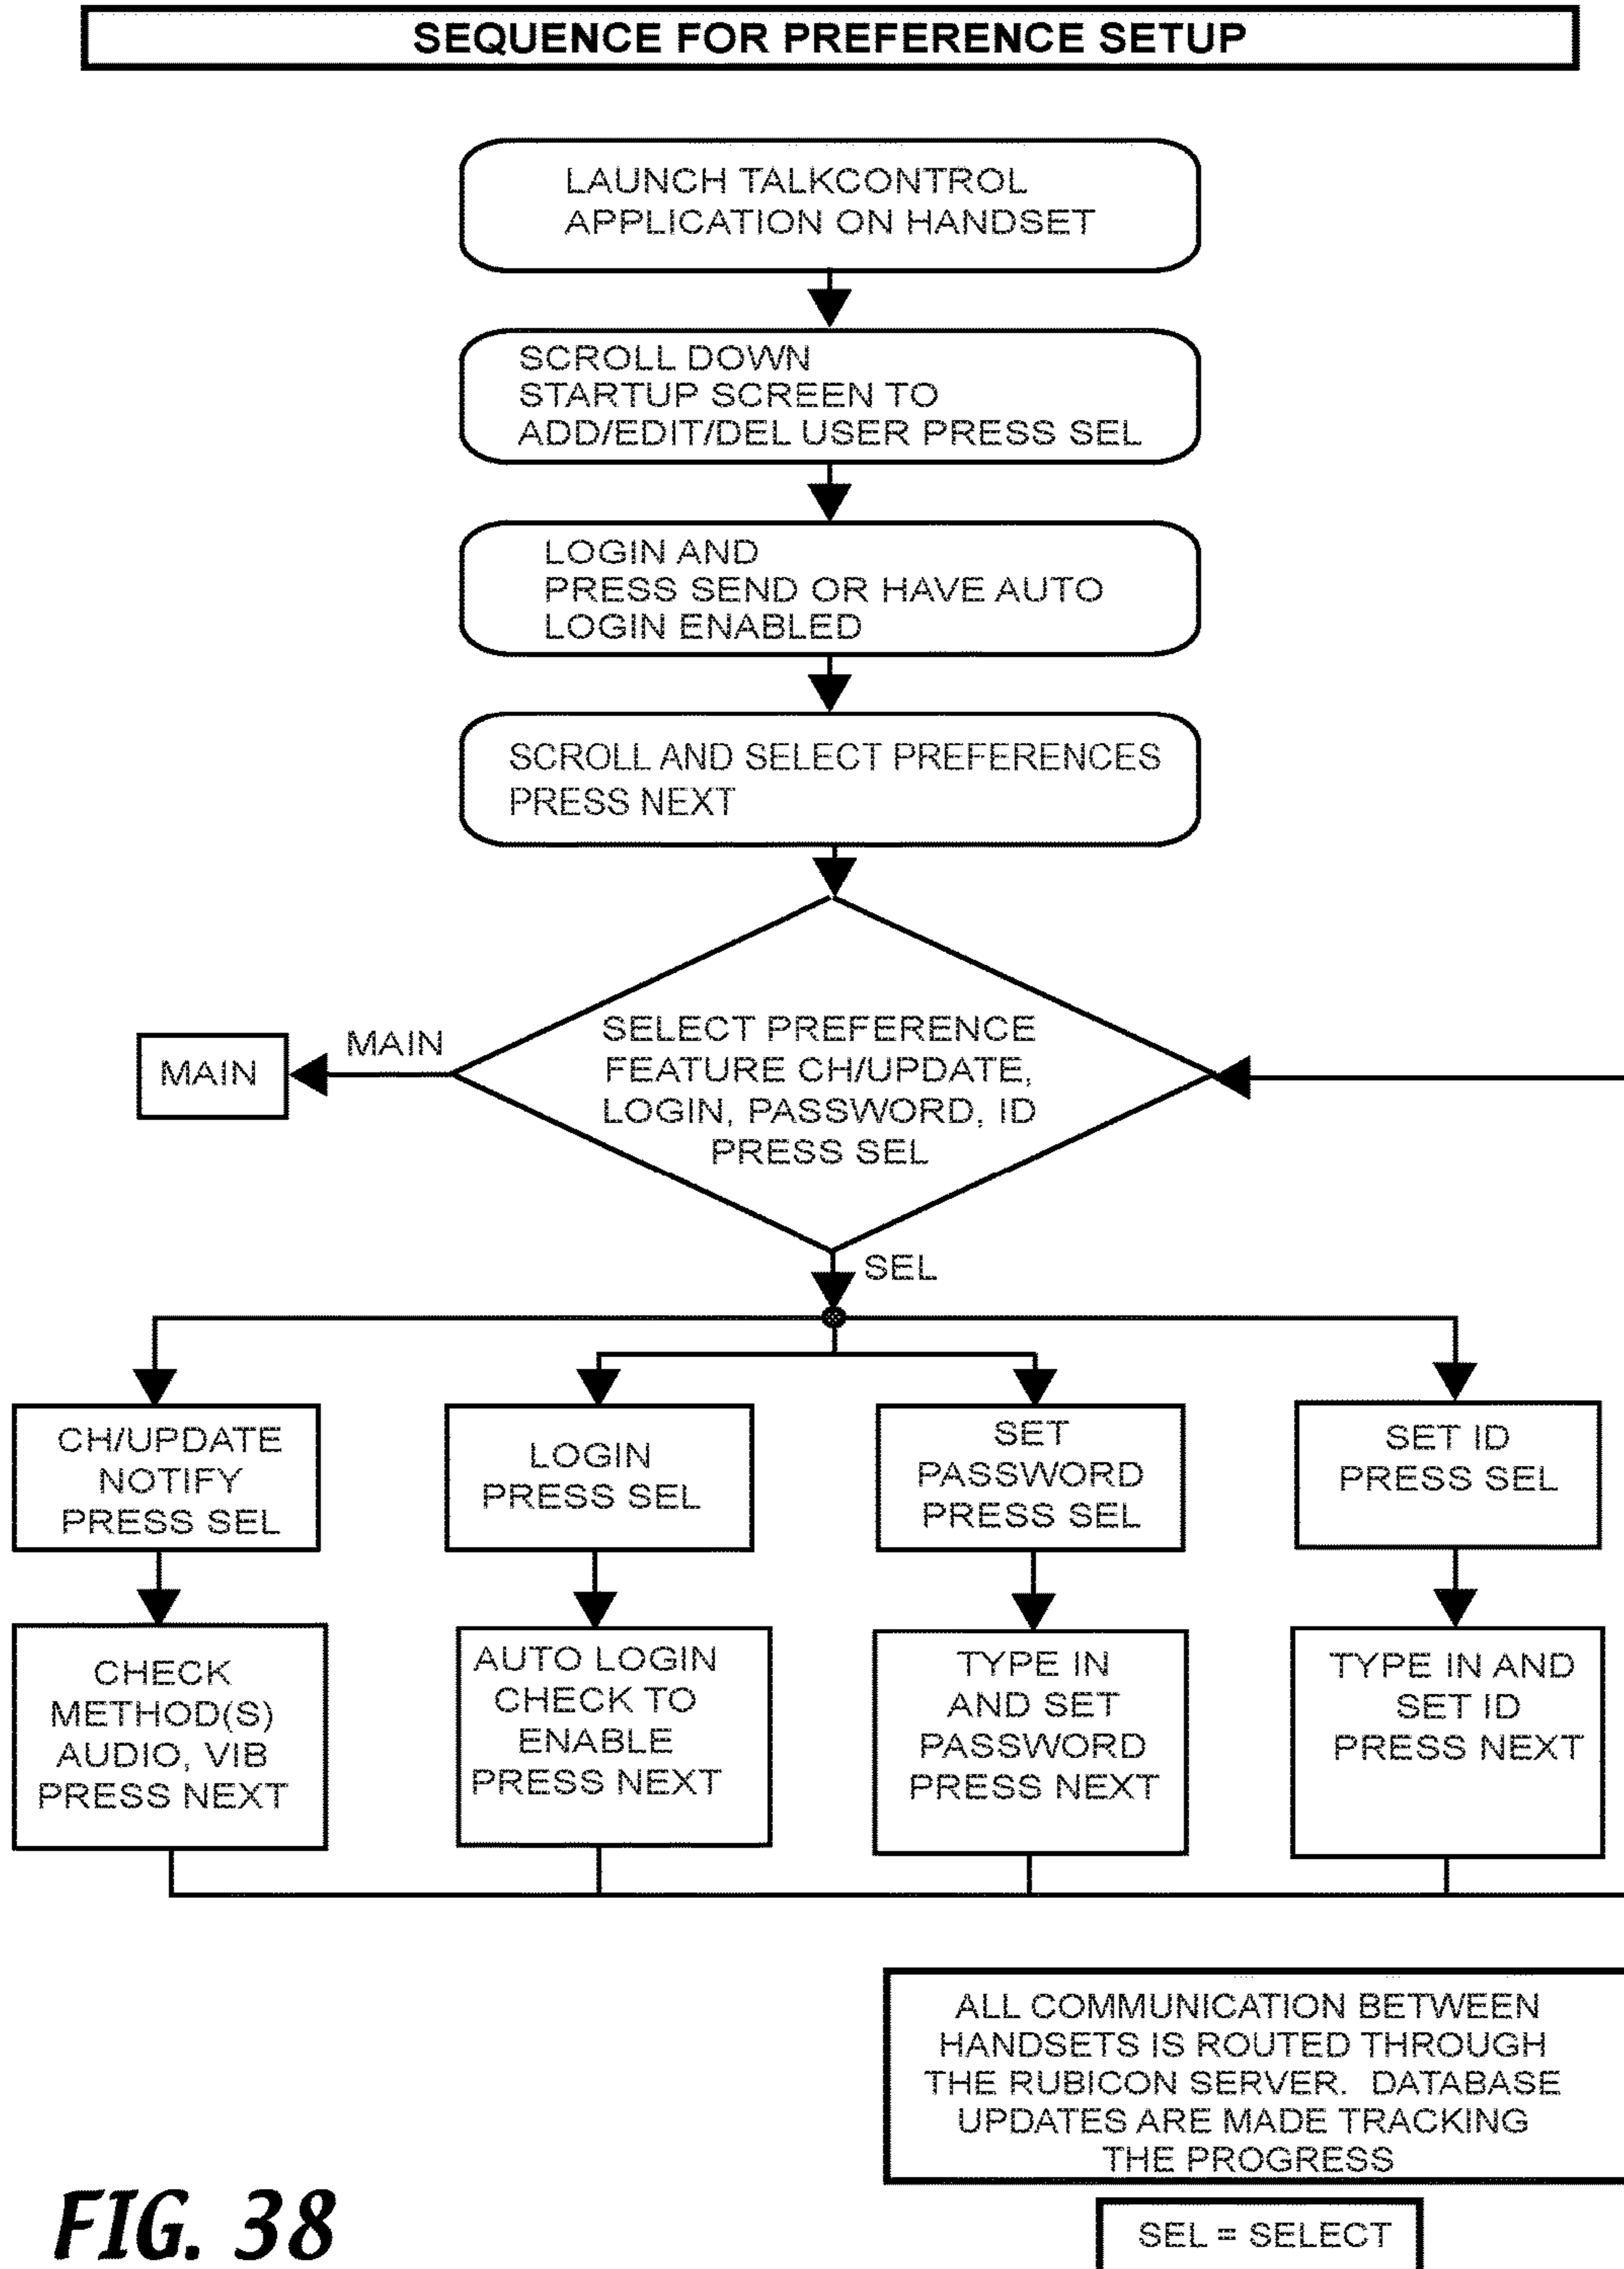 SEQUENCE FOR PREFERENCE SETUP
LAUNCH TALKCONTROL
APPLICATION ON HANDSET
SCROLL DOWN
STARTUP SCREEN TO
ADD/EDIT/DEL USER PRESS SEL
LOGIN AND
PRESS SEND OR HAVE AUTO
LOGIN ENABLED
SCROLL AND SELECT PREFERENCES
PRESS NEXT
SELECT PREFERENCE
FEATURE CH/UPDATE,
LOGIN, PASSWORD, ID
PRESS SEL
MAIN
MAIN
SEL
CH/UPDATE
NOTIFY
PRESS SEL
LOGIN
PRESS SEL
SET
PASSWORD
PRESS SEL
SET ID
PRESS SEL
CHECK
METHOD(S)
AUDIO, VIB
PRESS NEXT
AUTO LOGIN
CHECK TO
ENABLE
PRESS NEXT
TYPE IN
AND SET
PASSWORD
PRESS NEXT
TYPE IN AND
SET ID
PRESS NEXT
ALL COMMUNICATION BETWEEN
HANDSETS IS ROUTED THROUGH
THE RUBICON SERVER. DATABASE
UPDATES ARE MADE TRACKING
THE PROGRESS
SEL = SELECT
FIG. 38